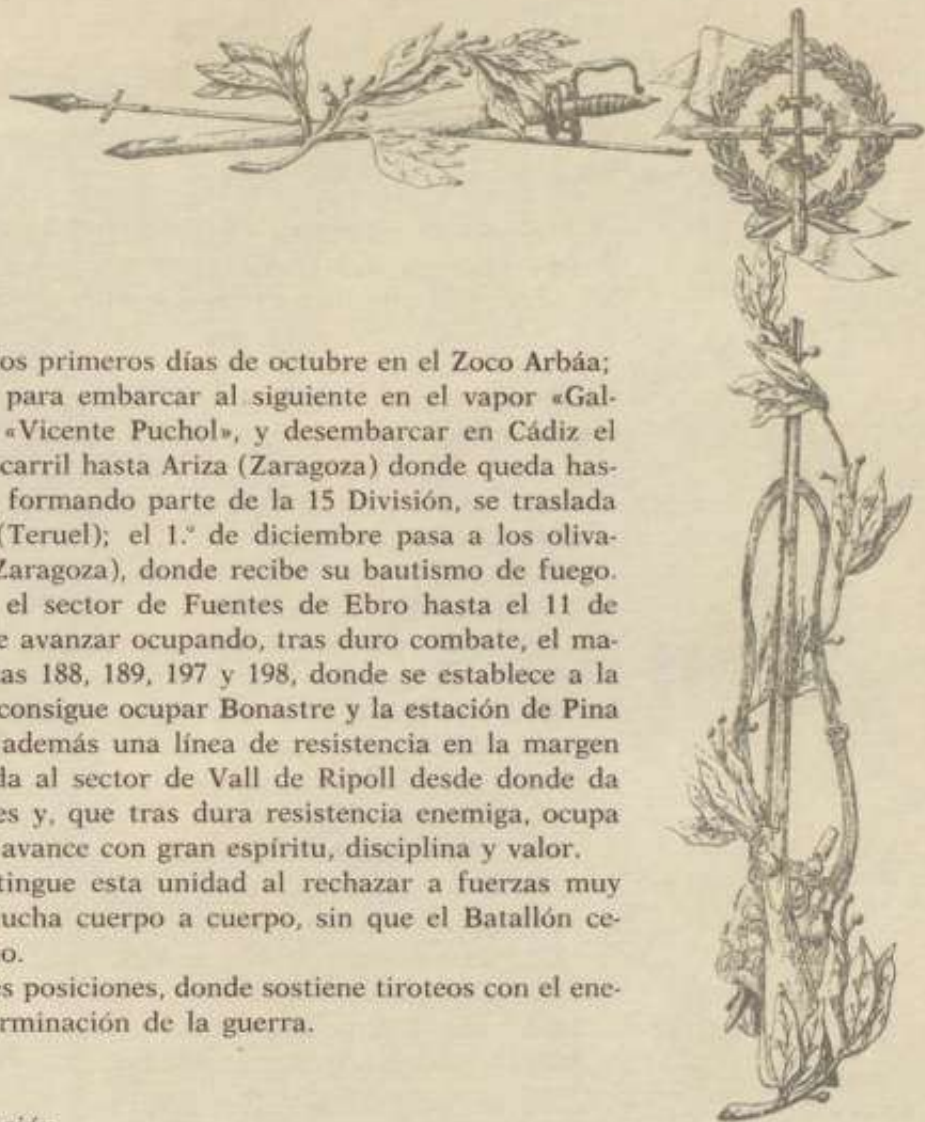 os primeros días de octubre en el Zoco Arbáa;
para embarcar al siguiente en el vapor «Gal-
«Vicente Puchol», y desembarcar en Cádiz el
carril hasta Ariza (Zaragoza) donde queda has-
formando parte de la 15 División, se traslada
(Teruel); el 1.º de diciembre pasa a los oliva-
Zaragoza), donde recibe su bautismo de fuego.
el sector de Fuentes de Ebro hasta el 11 de
e avanzar ocupando, tras duro combate, el ma-
as 188, 189, 197 y 198, donde se establece a la
consigue ocupar Bonastre y la estación de Pina
además una línea de resistencia en la margen
da al sector de Vall de Ripoll desde donde da
es y, que tras dura resistencia enemiga, ocupa
avance con gran espíritu, disciplina y valor.
tingue esta unidad al rechazar a fuerzas muy
ucha cuerpo a cuerpo, sin que el Batallón ce-
o.
es posiciones, donde sostiene tiroteos con el ene-
rminación de la guerra.